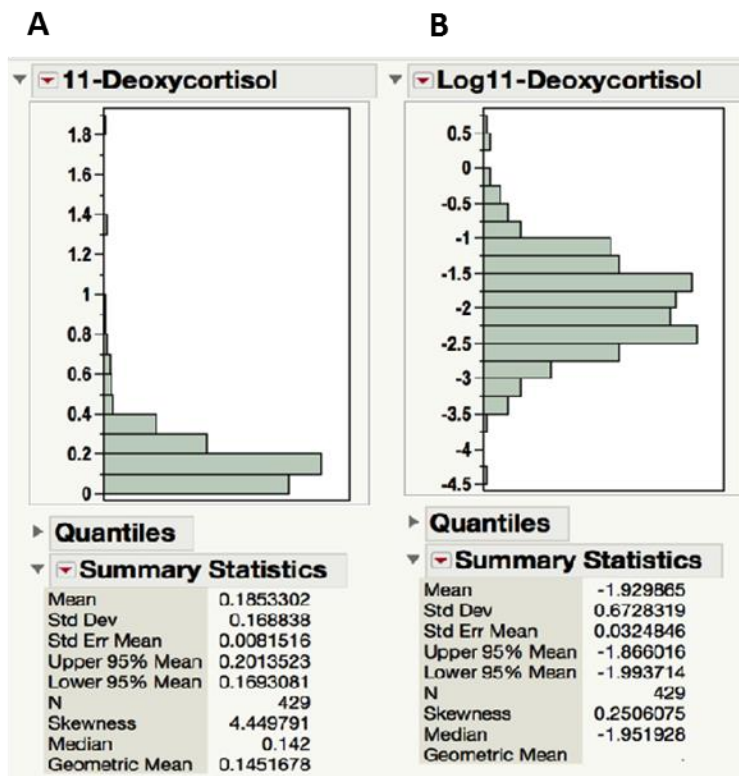 A
B
11-Deoxycortisol
1.8
1.6
1.4
1.2
1
0.8
0.6
0.4
0.2
0
Quantiles
Summary Statistics
Mean 0.1853302
Std Dev 0.168838
Std Err Mean 0.0081516
Upper 95% Mean 0.2013523
Lower 95% Mean 0.1693081
N 429
Skewness 4.449791
Median 0.142
Geometric Mean 0.1451678
Log11-Deoxycortisol
0.5
0
-0.5
-1
-1.5
-2
-2.5
-3
-3.5
-4
-4.5
Quantiles
Summary Statistics
Mean -1.929865
Std Dev 0.6728319
Std Err Mean 0.0324846
Upper 95% Mean -1.866016
Lower 95% Mean -1.993714
N 429
Skewness 0.2506075
Median -1.951928
Geometric Mean .